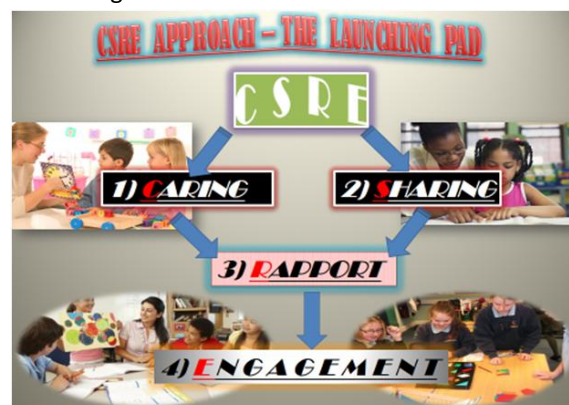 CSRE APPROACH – THE LAUNCHING PAD
CSRE
1) CARING
2) SHARING
3) RAPPORT
4) ENGAGEMENT